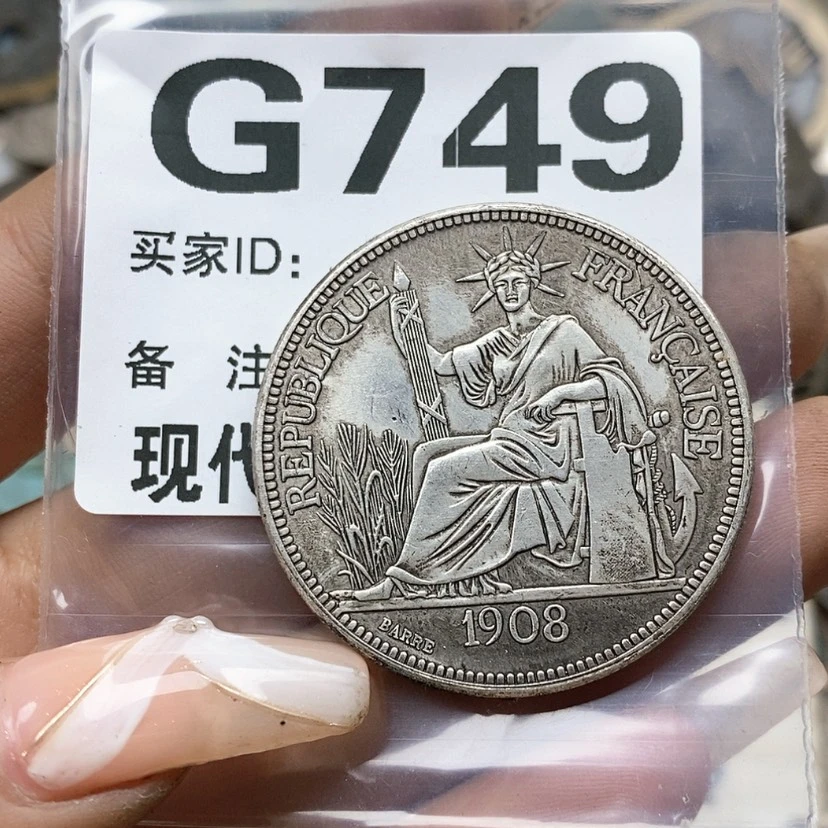 G749
买家ID:
备 注
现代
REPUBLIQUE FRANÇAISE
BARRE
1908